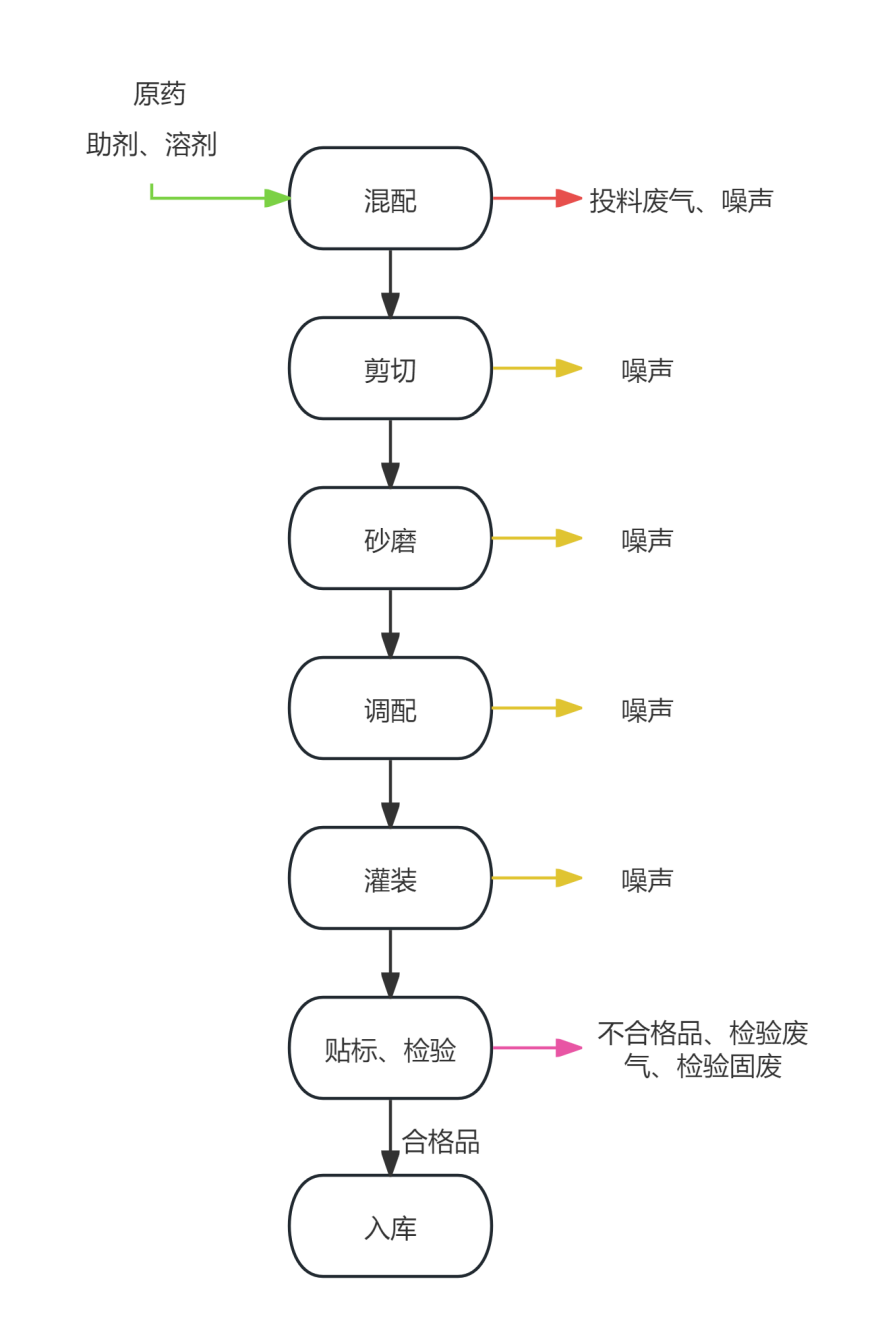 原药
助剂、溶剂
混配
投料废气、噪声
剪切
噪声
砂磨
噪声
调配
噪声
灌装
噪声
贴标、检验
不合格品、检验废
气、检验固废
合格品
入库